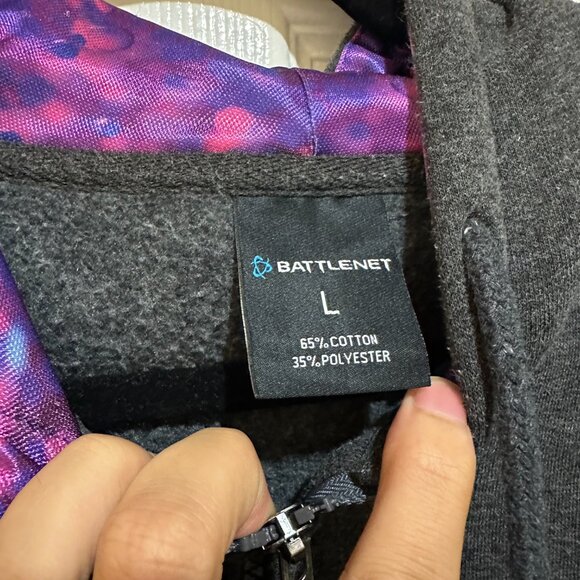 BATTLENET
L
65% COTTON
35% POLYESTER